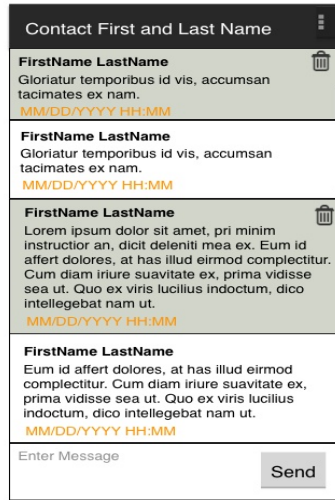 Contact First and Last Name
FirstName LastName
Gloriatur temporibus id vis, accumsan
tacimates ex nam.
MM/DD/YYYY HH:MM
FirstName LastName
Gloriatur temporibus id vis, accumsan
tacimates ex nam.
MM/DD/YYYY HH:MM
FirstName LastName
Lorem ipsum dolor sit amet, pri minim
instructior an, dicit deleniti mea ex. Eum id
affert dolores, at has illud eirmod complectitur.
Cum diam iriure suavitate ex, prima vidisse
sea ut. Quo ex viris lucilius indoctum, dico
intellegebat nam ut.
MM/DD/YYYY HH:MM
FirstName LastName
Eum id affert dolores, at has illud eirmod
complectitur. Cum diam iriure suavitate ex,
prima vidisse sea ut. Quo ex viris lucilius
indoctum, dico intellegebat nam ut.
MM/DD/YYYY HH:MM
Enter Message
Send